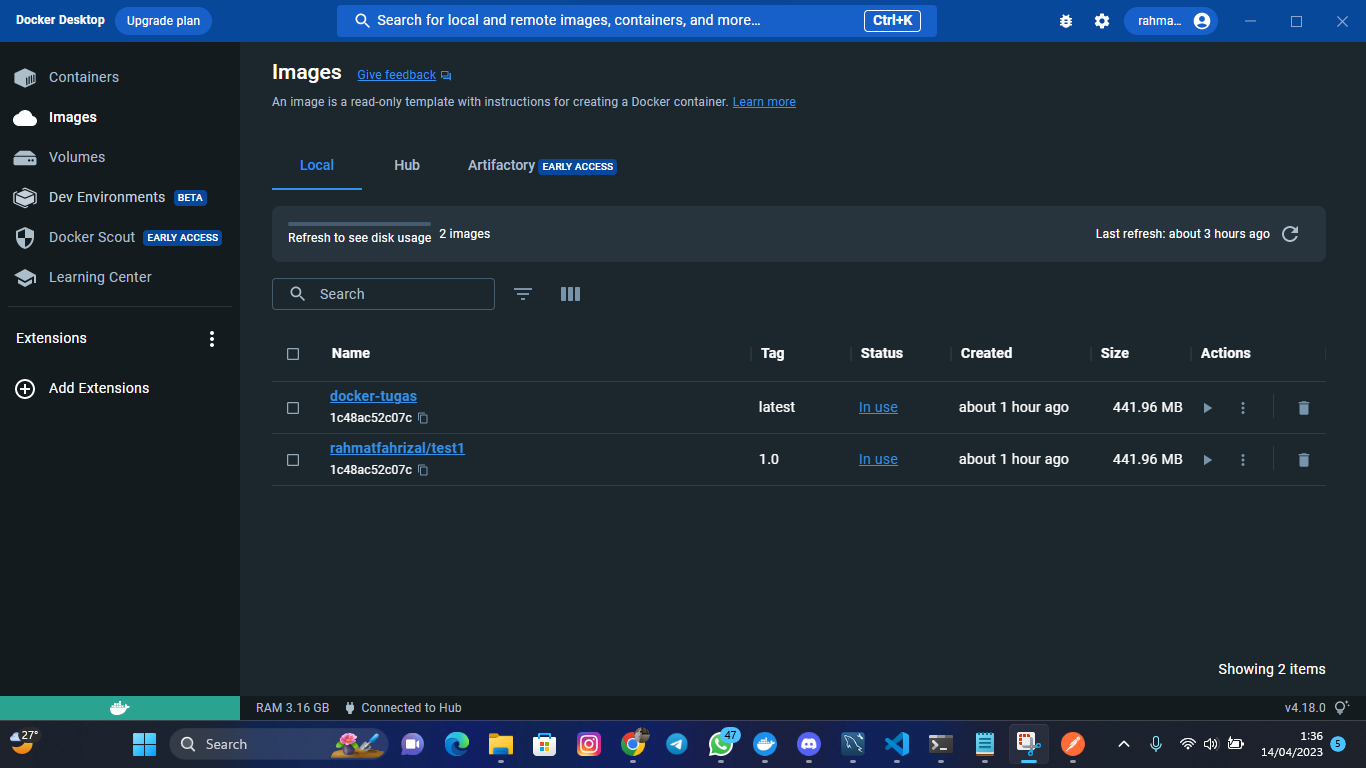 Docker Desktop Upgrade plan Search for local and remote images, containers, and more... Ctrl+K rahma...
Containers
Images
Volumes
Dev Environments BETA
Docker Scout EARLY ACCESS
Learning Center
Extensions
Add Extensions
Images Give feedback
An image is a read-only template with instructions for creating a Docker container. Learn more
Local Hub Artifactory EARLY ACCESS
Refresh to see disk usage 2 images Last refresh: about 3 hours ago
Search
Name Tag Status Created Size Actions
docker-tugas latest In use about 1 hour ago 441.96 MB
1c48ac52c07c
rahmatfahrizal/test1 1.0 In use about 1 hour ago 441.96 MB
1c48ac52c07c
Showing 2 items
RAM 3.16 GB Connected to Hub v4.18.0
27° Search 47 1:36
14/04/2023 5